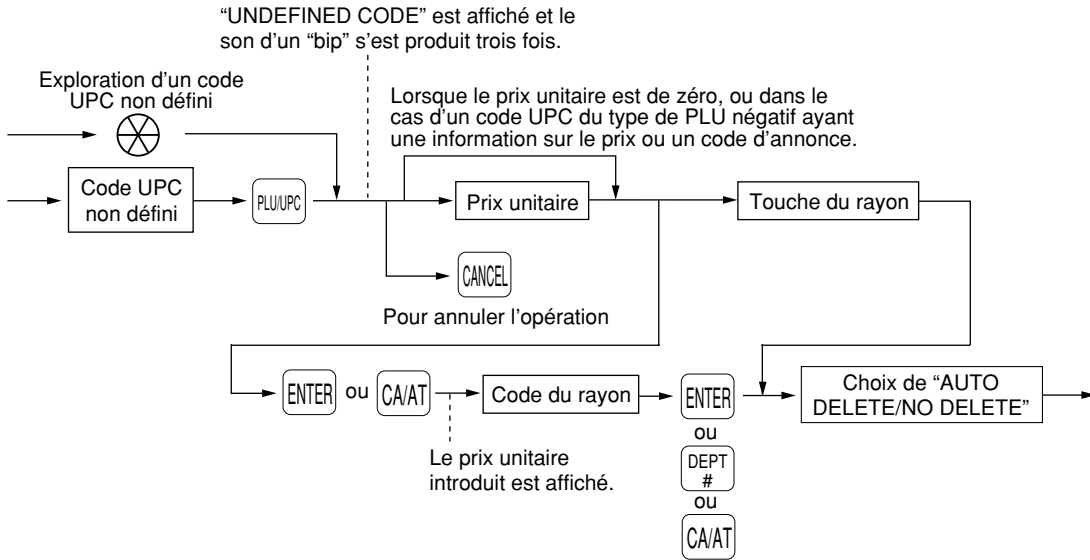 “UNDEFINED CODE” est affiché et le
son d’un “bip” s’est produit trois fois.
Exploration d’un code
UPC non défini
Lorsque le prix unitaire est de zéro, ou dans le
cas d’un code UPC du type de PLU négatif ayant
une information sur le prix ou un code d’annonce.
Code UPC
non défini
PLU/UPC
Prix unitaire
Touche du rayon
CANCEL
Pour annuler l’opération
ENTER ou CA/AT
Code du rayon
ENTER
Choix de “AUTO
DELETE/NO DELETE”
ou
DEPT
#
ou
CA/AT
Le prix unitaire
introduit est affiché.